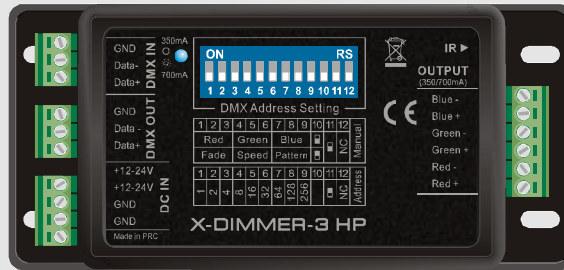 GND
Data-
Data+
DMX IN
350mA
700mA
GND
Data -
Data+
DMX OUT
+12-24V
+12-24V
GND
GND
DC IN
Made in PRC
ON RS
1 2 3 4 5 6 7 8 9 10 11 12
DMX Address Setting
1 2 3 4 5 6 7 8 9 10 11 12
Red Green Blue NC Manual
Fade Speed Pattern
1 2 3 4 5 6 7 8 9 10 11 12
1 2 4 8 16 32 64 128 256 NC Address
X-DIMMER-3 HP
IR ►
OUTPUT
(350/700mA)
CE
Blue -
Blue +
Green -
Green +
Red -
Red +